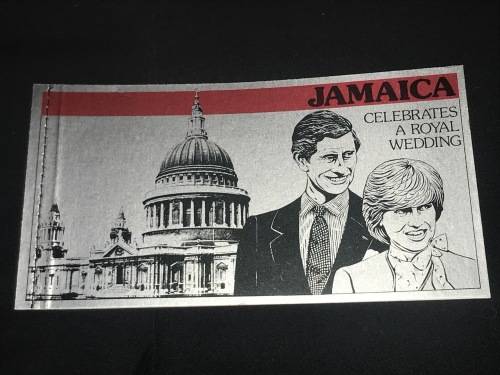 JAMAICA
CELEBRATES
A ROYAL
WEDDING